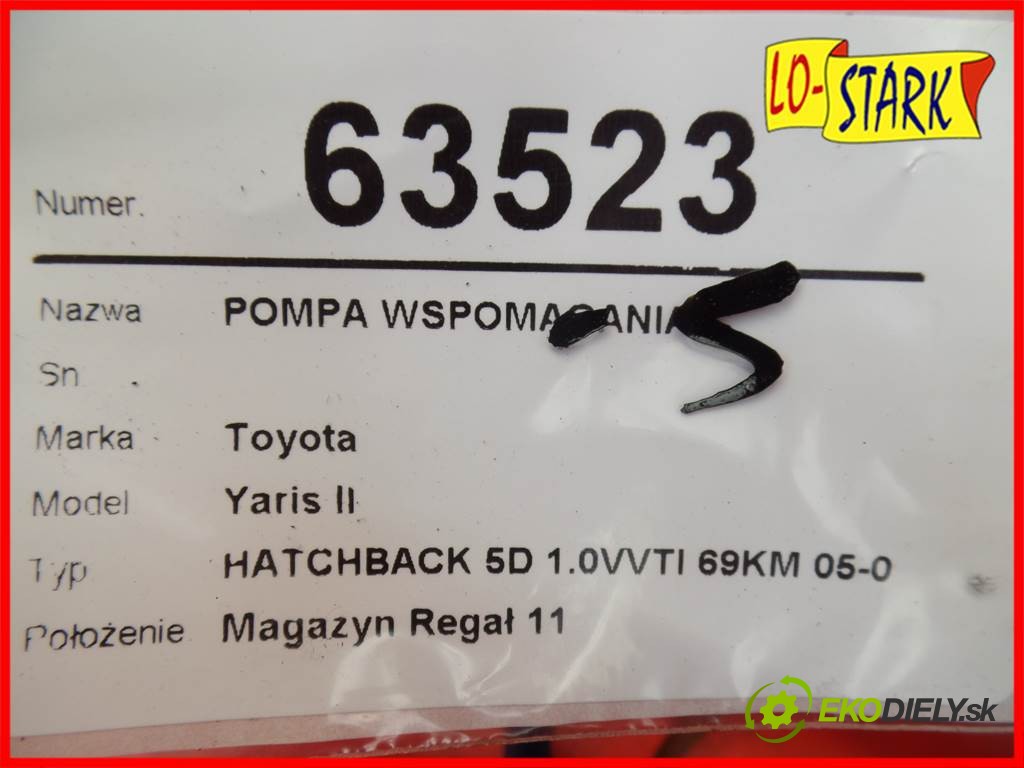 LO-STARK
Numer. 63523
Nazwa POMPA WSPOMAGANIA
Sn .
Marka Toyota
Model Yaris II
Typ HATCHBACK 5D 1.0VVTI 69KM 05-0
Położenie Magazyn Regał 11
EKODIELY.sk